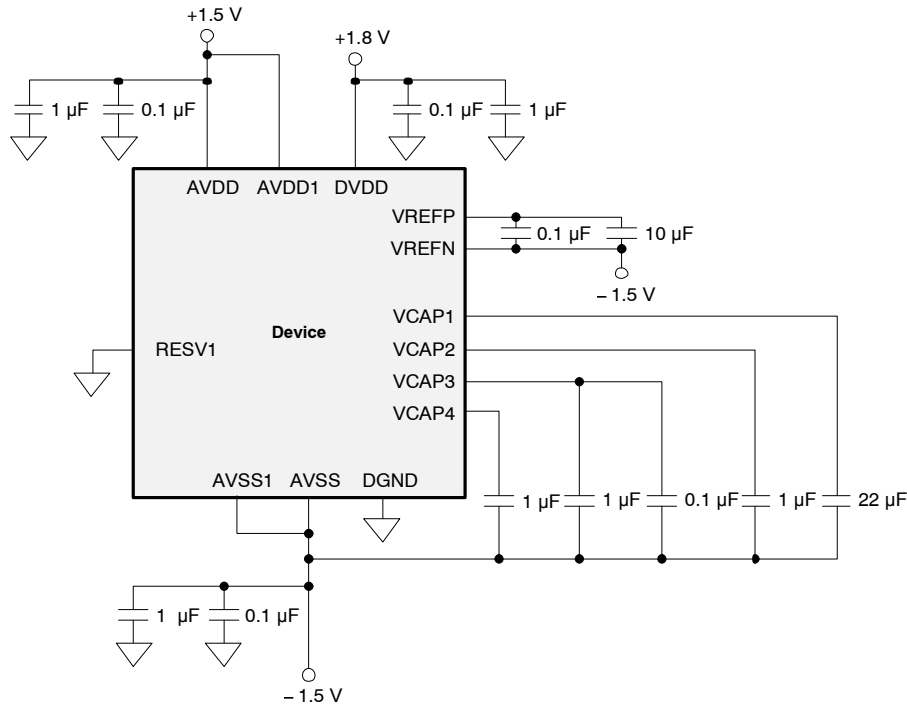 +1.5 V
+1.8 V
1 µF
0.1 µF
0.1 µF
1 µF
AVDD AVDD1 DVDD
VREFP
VREFN
0.1 µF
10 µF
– 1.5 V
VCAP1
Device
RESV1
VCAP2
VCAP3
VCAP4
AVSS1 AVSS DGND
1 µF
1 µF
0.1 µF
1 µF
22 µF
1 µF
0.1 µF
– 1.5 V